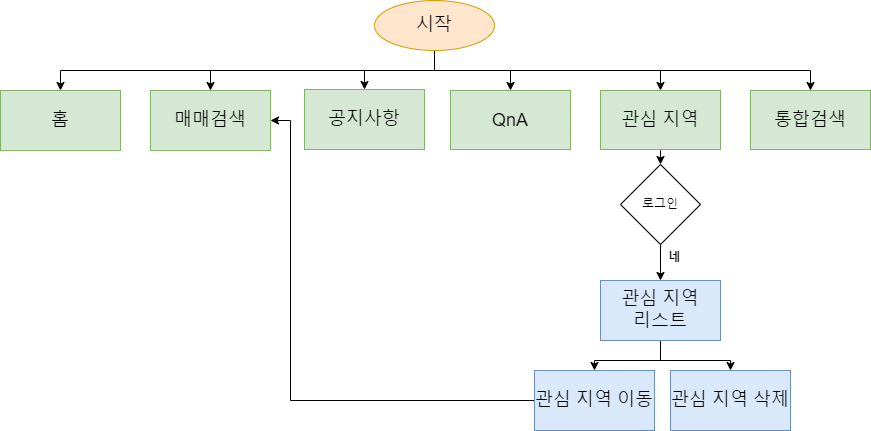 시작
홈
매매검색
공지사항
QnA
관심 지역
통합검색
로그인
네
관심 지역
리스트
관심 지역 이동
관심 지역 삭제